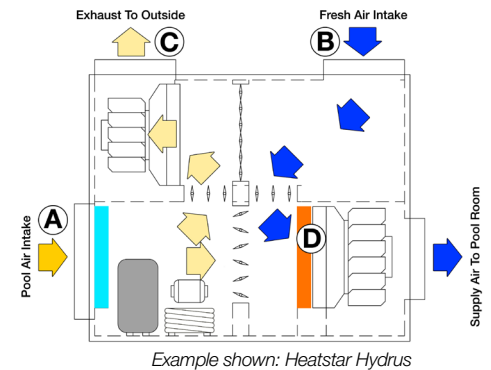 Exhaust To Outside
Fresh Air Intake
C
B
A
Pool Air Intake
D
Supply Air To Pool Room
Example shown: Heatstar Hydrus